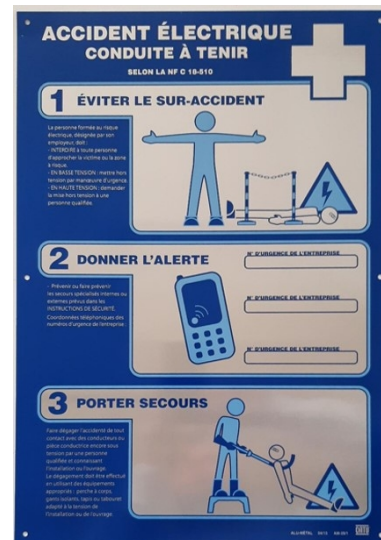 ACCIDENT ÉLECTRIQUE
CONDUITE À TENIR
SELON LA NF C 18-510
1 ÉVITER LE SUR-ACCIDENT
La personne formée au risque
électrique, désignée par son
employeur, doit :
- INTERDIRE à toute personne
d'approcher la victime ou la zone
à risque.
- EN BASSE TENSION : mettre hors
tension par manœuvre d'urgence.
- EN HAUTE TENSION : demander
la mise hors tension à une
personne qualifiée.
2 DONNER L'ALERTE
- Prévenir ou faire prévenir
les secours spécialisés internes ou
externes prévus dans les
INSTRUCTIONS DE SÉCURITÉ.
Coordonnées téléphoniques des
numéros d'urgence de l'entreprise.
N° D'URGENCE DE L'ENTREPRISE
N° D'URGENCE DE L'ENTREPRISE
N° D'URGENCE DE L'ENTREPRISE
3 PORTER SECOURS
Faire dégager l'accidenté de tout
contact avec des conducteurs ou
pièce conductrice encore sous
tension par une personne
qualifiée et connaissant
l'installation ou l'ouvrage.
Le dégagement doit être effectué
en utilisant des équipements
appropriés : perche à corps,
gants isolants, tapis ou tabouret
adapté à la tension de
l'installation ou de l'ouvrage.